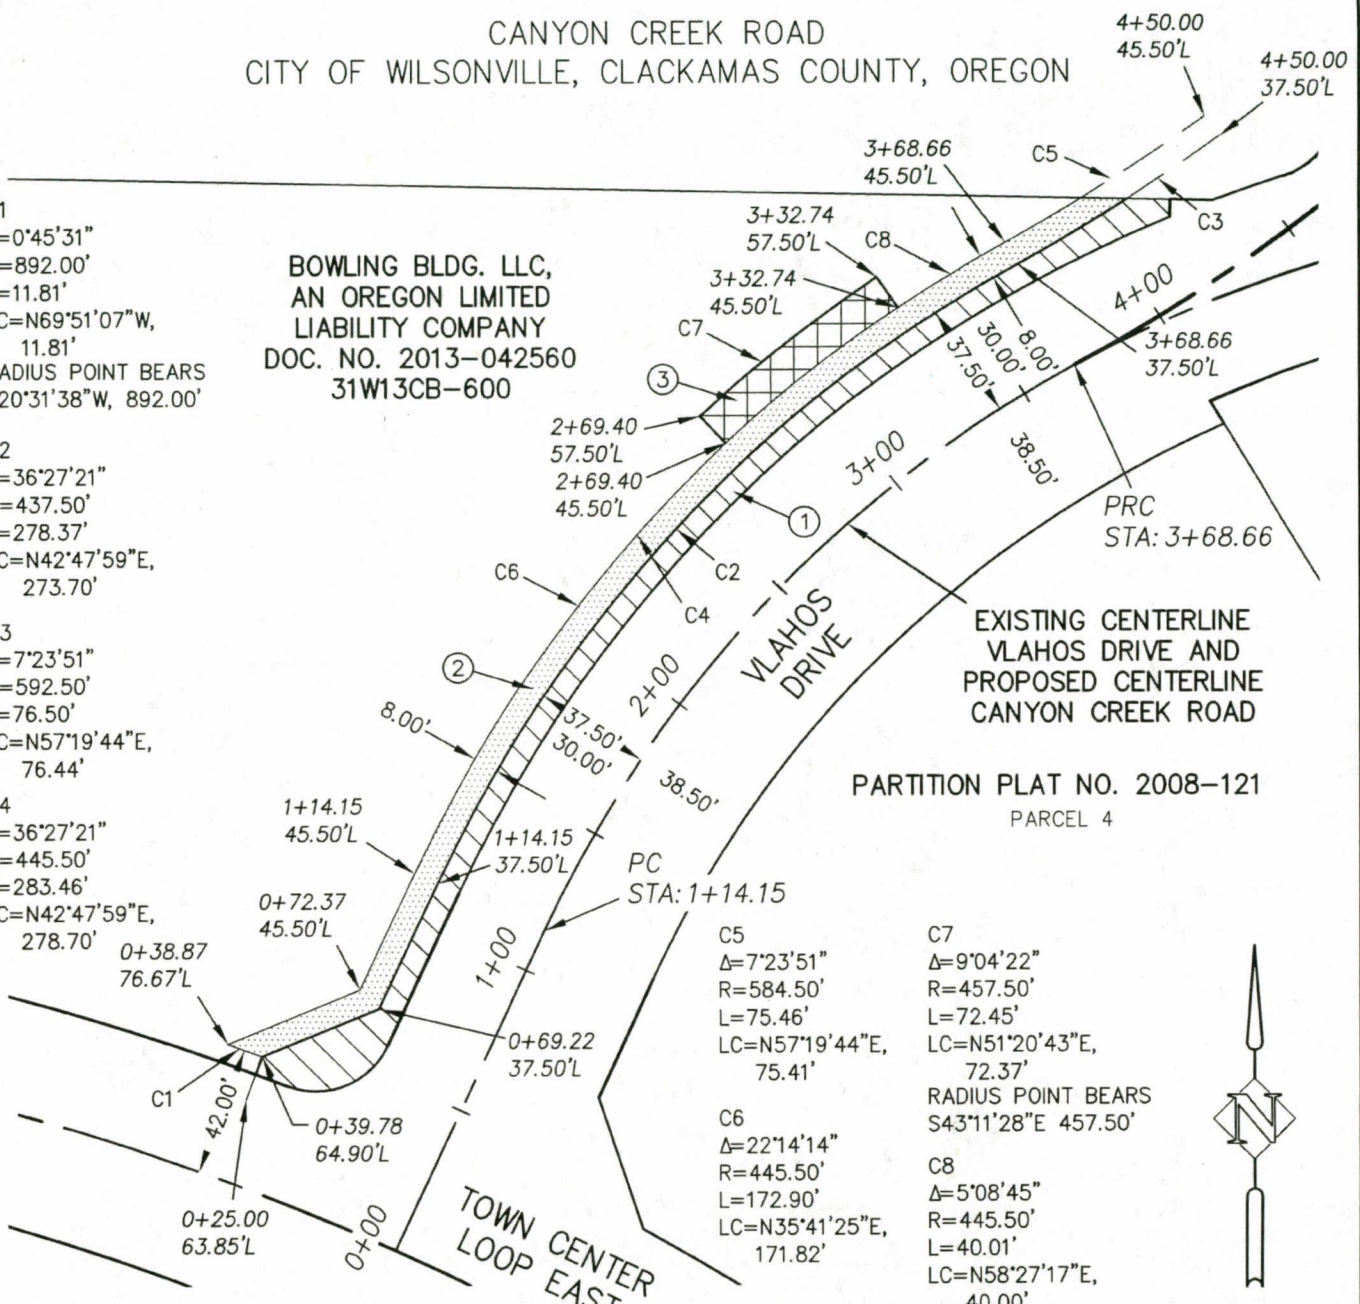 CANYON CREEK ROAD
CITY OF WILSONVILLE, CLACKAMAS COUNTY, OREGON
4+50.00
45.50'L
4+50.00
37.50'L
3+68.66
45.50'L
C5
C3
3+32.74
57.50'L
C8
3+32.74
45.50'L
C7
3
BOWLING BLDG. LLC,
AN OREGON LIMITED
LIABILITY COMPANY
DOC. NO. 2013-042560
31W13CB-600
1
=0°45'31"
=892.00'
=11.81'
C=N69°51'07"W,
11.81'
ADIUS POINT BEARS
20°31'38"W, 892.00'
2
=36°27'21"
=437.50'
=278.37'
C=N42°47'59"E,
273.70'
3
=7°23'51"
=592.50'
=76.50'
C=N57°19'44"E,
76.44'
4
=36°27'21"
=445.50'
=283.46'
C=N42°47'59"E,
278.70'
4+00
8.00'
30.00'
37.50'
3+68.66
37.50'L
2+69.40
57.50'L
2+69.40
45.50'L
3+00
38.50'
PRC
STA: 3+68.66
1
C2
C6
C4
2
VLAHOS
DRIVE
EXISTING CENTERLINE
VLAHOS DRIVE AND
PROPOSED CENTERLINE
CANYON CREEK ROAD
2+00
8.00'
37.50'
30.00'
38.50'
PARTITION PLAT NO. 2008-121
PARCEL 4
1+14.15
45.50'L
1+14.15
37.50'L
PC
STA: 1+14.15
0+72.37
45.50'L
0+38.87
76.67'L
1+00
0+69.22
37.50'L
C1
42.00'
0+39.78
64.90'L
0+25.00
63.85'L
0+00
TOWN CENTER
LOOP EAST
C5
Δ=7°23'51"
R=584.50'
L=75.46'
LC=N57°19'44"E,
75.41'
C6
Δ=22°14'14"
R=445.50'
L=172.90'
LC=N35°41'25"E,
171.82'
C7
Δ=9°04'22"
R=457.50'
L=72.45'
LC=N51°20'43"E,
72.37'
RADIUS POINT BEARS
S43°11'28"E 457.50'
C8
Δ=5°08'45"
R=445.50'
L=40.01'
LC=N58°27'17"E,
40.00'
N